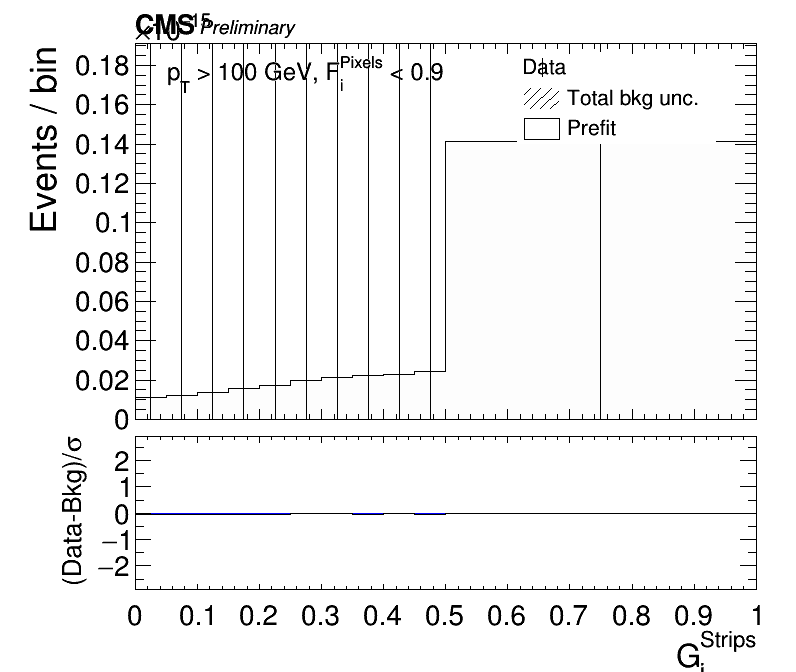 CMS Preliminary
×10^15
Events / bin
p_T > 100 GeV, F_i^Pixels < 0.9
Data
Total bkg unc.
Prefit
0.18
0.16
0.14
0.12
0.1
0.08
0.06
0.04
0.02
0
(Data-Bkg)/σ
2
1
0
−1
−2
0 0.1 0.2 0.3 0.4 0.5 0.6 0.7 0.8 0.9 1
G_i^Strips